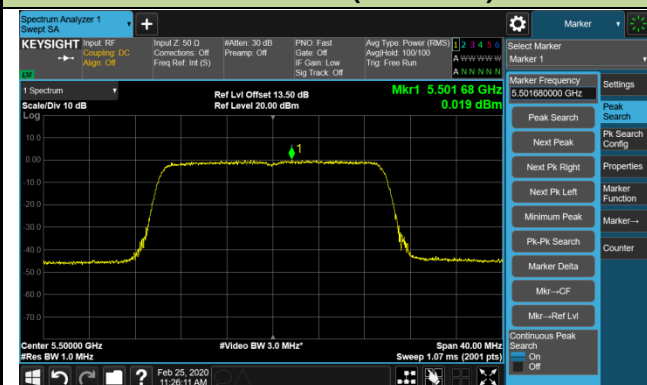 Spectrum Analyzer 1
Swept SA
+
Marker
KEYSIGHT
Input: RF
Coupling: DC
Align: Off
Input Z: 50 Ω
Corrections: Off
Freq Ref: Int (S)
#Atten: 30 dB
Preamp: Off
PNO: Fast
Gate: Off
IF Gain: Low
Sig Track: Off
Avg Type: Power (RMS)
Avg|Hold: 100/100
Trig: Free Run
1 2 3 4 5 6
A W W W W W
A N N N N N
Select Marker
Marker 1
1 Spectrum
Scale/Div 10 dB
Log
Ref Lvl Offset 13.50 dB
Ref Level 20.00 dBm
Mkr1 5.501 68 GHz
0.019 dBm
10.0
0.00
-10.0
-20.0
-30.0
-40.0
-50.0
-60.0
-70.0
1
Center 5.50000 GHz
#Res BW 1.0 MHz
#Video BW 3.0 MHz*
Span 40.00 MHz
Sweep 1.07 ms (2001 pts)
Marker Frequency
5.501680000 GHz
Peak Search
Next Peak
Next Pk Right
Next Pk Left
Minimum Peak
Pk-Pk Search
Marker Delta
Mkr→CF
Mkr→Ref Lvl
Continuous Peak
Search
On
Off
Settings
Peak
Search
Pk Search
Config
Properties
Marker
Function
Marker→
Counter
?
Feb 25, 2020
11:26:11 AM